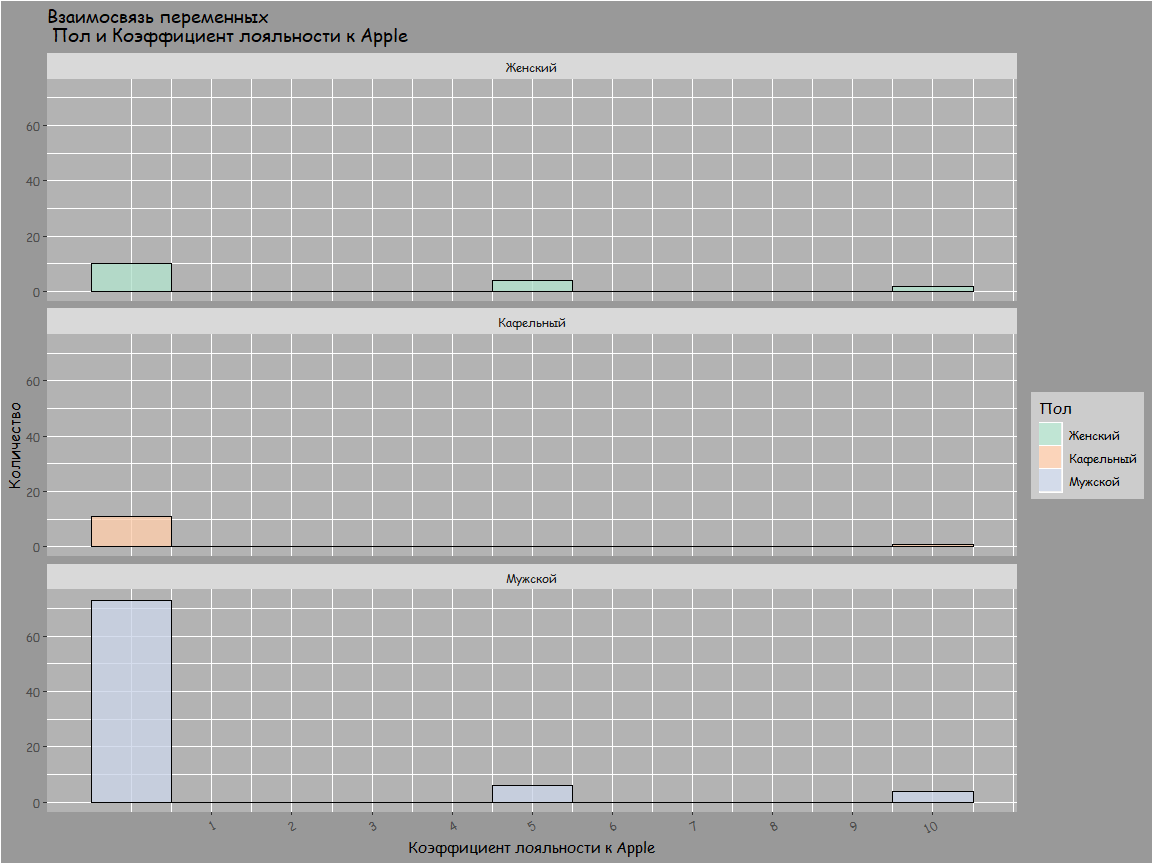 Взаимосвязь переменных
Пол и Коэффициент лояльности к Apple
Женский
60
40
20
0
Кафельный
60
40
20
0
Мужской
60
40
20
0
1 2 3 4 5 6 7 8 9 10
Коэффициент лояльности к Apple
Количество
Пол
Женский
Кафельный
Мужской